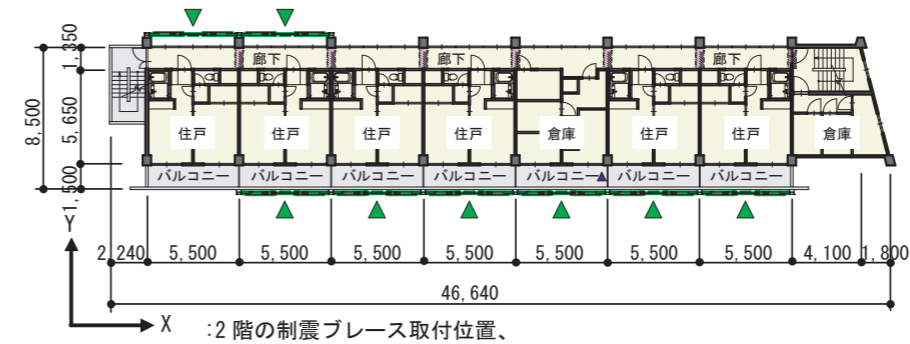 1,350
5,650
1,500
8,500
廊下 廊下 廊下
住戸 住戸 住戸 住戸 倉庫 住戸 住戸 倉庫
バルコニー バルコニー バルコニー バルコニー バルコニー バルコニー バルコニー
Y
2,240 5,500 5,500 5,500 5,500 5,500 5,500 5,500 4,100 1,800
46,640
X
:2階の制震ブレース取付位置、